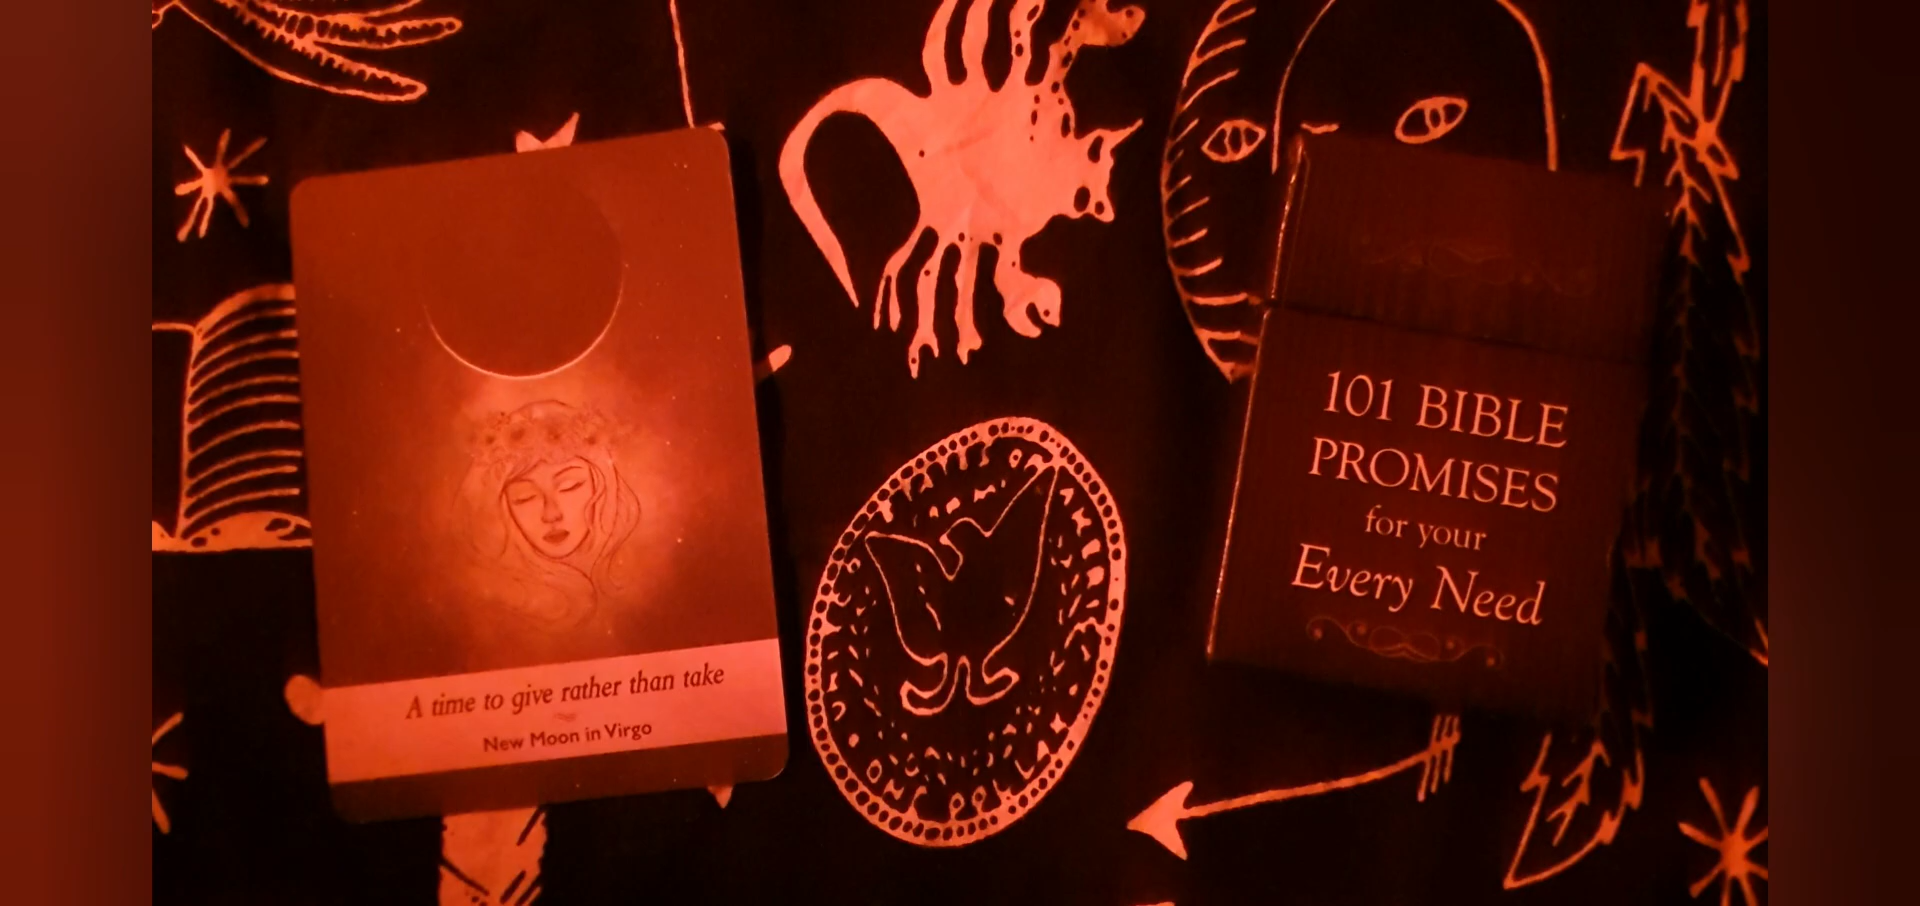 A time to give rather than take
New Moon in Virgo
101 BIBLE
PROMISES
for your
Every Need